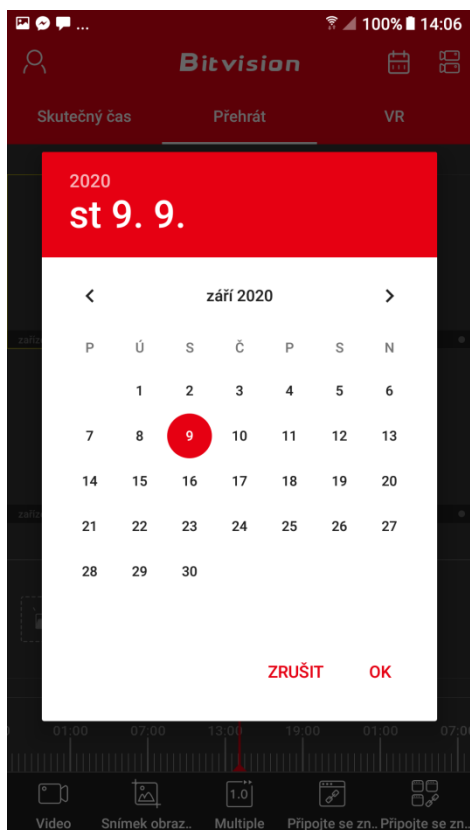 ... 100% 14:06
Bitvision
Skutečný čas Přehrát VR
2020
st 9. 9.
září 2020
P Ú S Č P S N
1 2 3 4 5 6
7 8 9 10 11 12 13
14 15 16 17 18 19 20
21 22 23 24 25 26 27
28 29 30
ZRUŠIT OK
01:00 07:00 13:00 19:00 01:00 07:0
1.0
Video Snímek obraz.. Multiple Připojte se zn.. Připojte se zn..